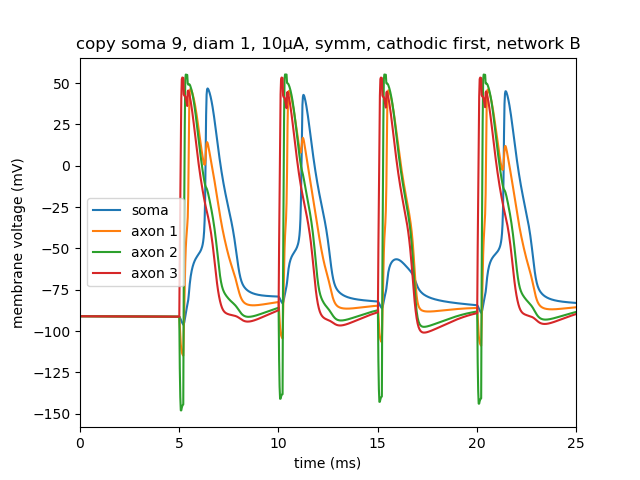 copy soma 9, diam 1, 10μA, symm, cathodic first, network B
membrane voltage (mV)
50
25
0
−25
−50
−75
−100
−125
−150
soma
axon 1
axon 2
axon 3
0
5
10
15
20
25
time (ms)